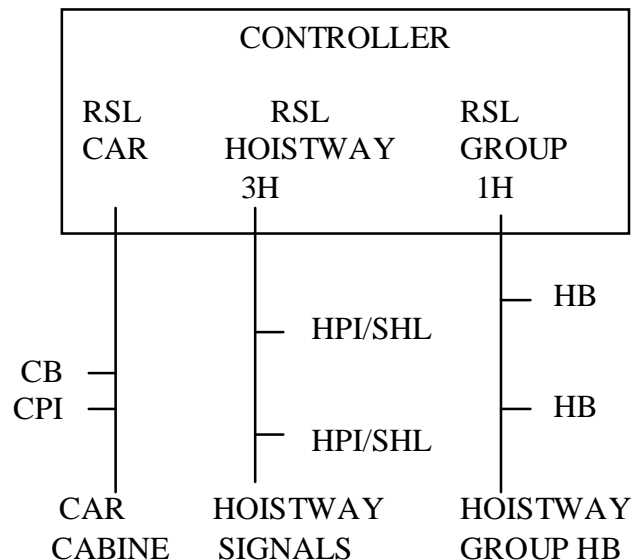 CONTROLLER
RSL RSL RSL
CAR HOISTWAY GROUP
3H 1H
HB
HPI/SHL
CB
CPI HB
HPI/SHL
CAR HOISTWAY HOISTWAY
CABINE SIGNALS GROUP HB